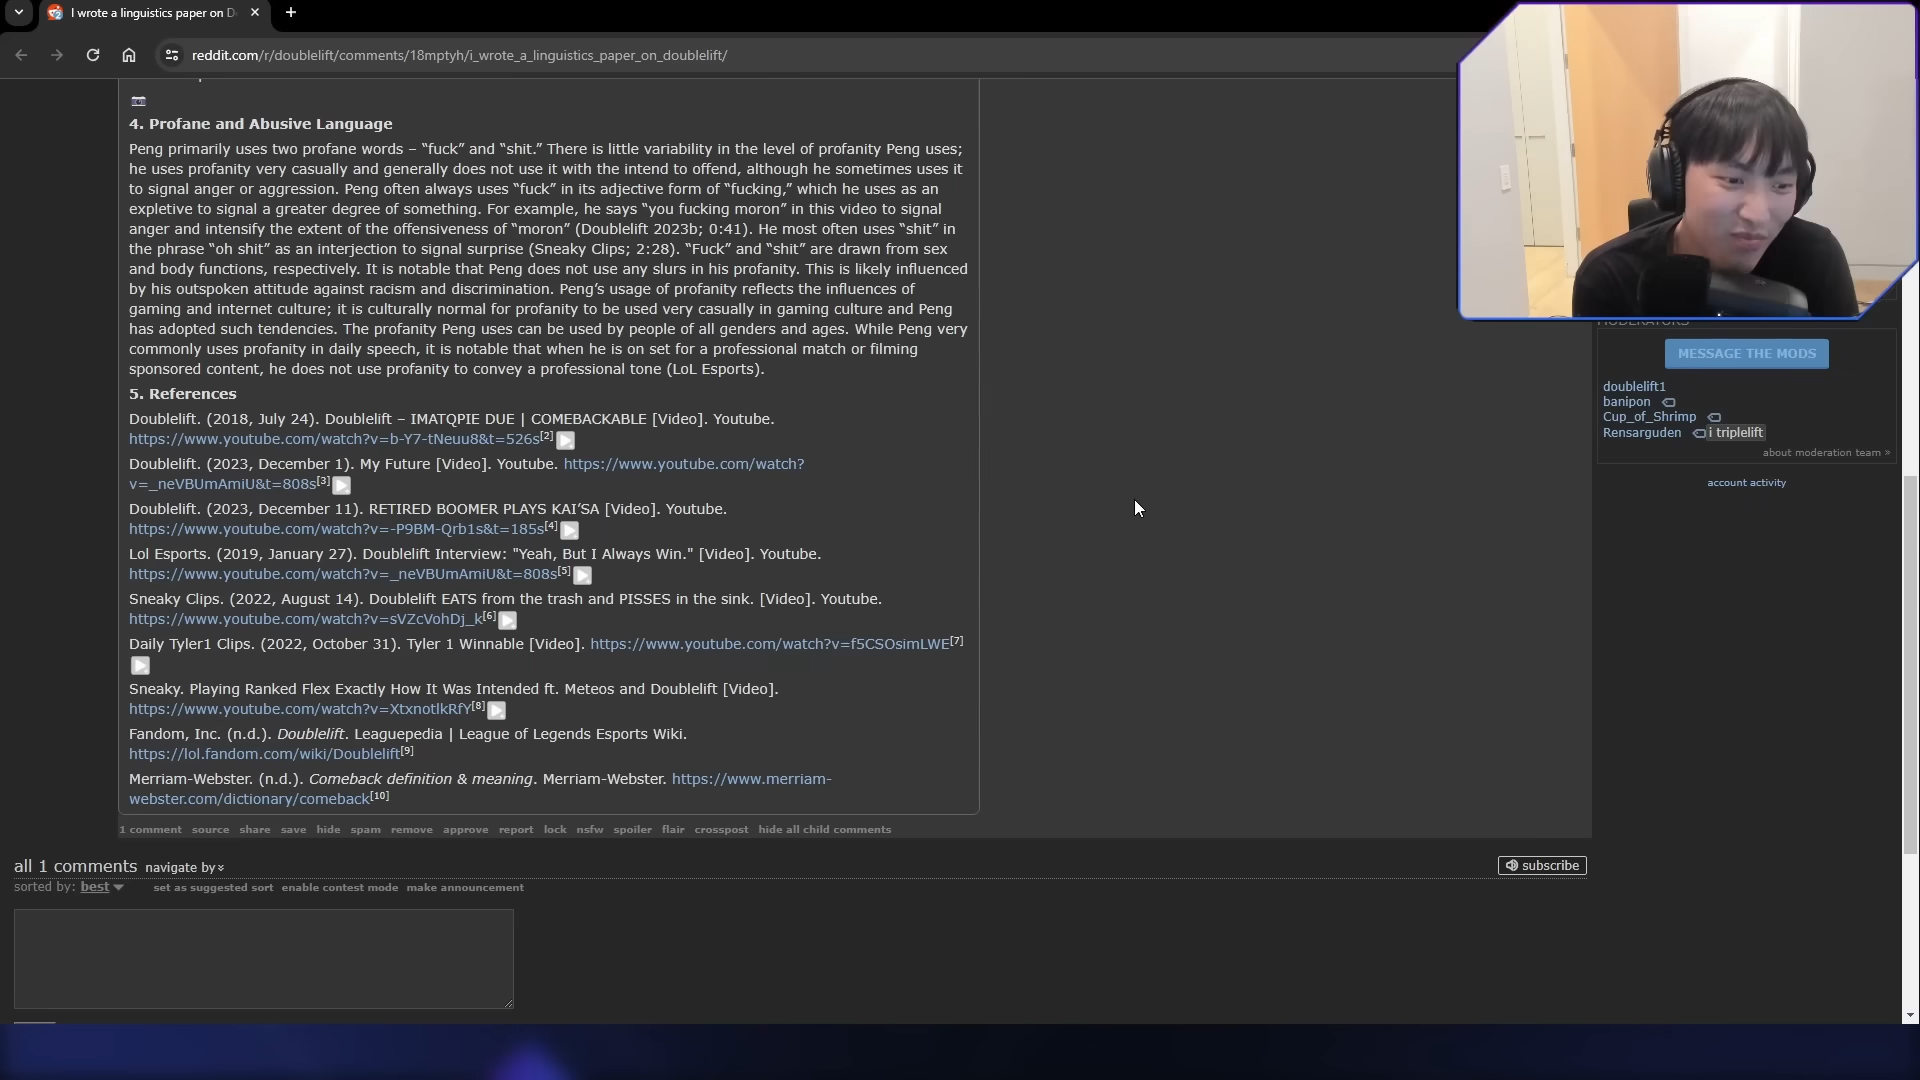 I wrote a linguistics paper on D
reddit.com/r/doublelift/comments/18mptyh/i_wrote_a_linguistics_paper_on_doublelift/
4. Profane and Abusive Language
Peng primarily uses two profane words – “fuck” and “shit.” There is little variability in the level of profanity Peng uses;
he uses profanity very casually and generally does not use it with the intend to offend, although he sometimes uses it
to signal anger or aggression. Peng often always uses “fuck” in its adjective form of “fucking,” which he uses as an
expletive to signal a greater degree of something. For example, he says “you fucking moron” in this video to signal
anger and intensify the extent of the offensiveness of “moron” (Doublelift 2023b; 0:41). He most often uses “shit” in
the phrase “oh shit” as an interjection to signal surprise (Sneaky Clips; 2:28). “Fuck” and “shit” are drawn from sex
and body functions, respectively. It is notable that Peng does not use any slurs in his profanity. This is likely influenced
by his outspoken attitude against racism and discrimination. Peng’s usage of profanity reflects the influences of
gaming and internet culture; it is culturally normal for profanity to be used very casually in gaming culture and Peng
has adopted such tendencies. The profanity Peng uses can be used by people of all genders and ages. While Peng very
commonly uses profanity in daily speech, it is notable that when he is on set for a professional match or filming
sponsored content, he does not use profanity to convey a professional tone (LoL Esports).
5. References
Doublelift. (2018, July 24). Doublelift – IMATQPIE DUE | COMEBACKABLE [Video]. Youtube.
https://www.youtube.com/watch?v=b-Y7-tNeuu8&t=526s[2]
Doublelift. (2023, December 1). My Future [Video]. Youtube. https://www.youtube.com/watch?
v=_neVBUmAmiU&t=808s[3]
Doublelift. (2023, December 11). RETIRED BOOMER PLAYS KAI’SA [Video]. Youtube.
https://www.youtube.com/watch?v=-P9BM-Qrb1s&t=185s[4]
Lol Esports. (2019, January 27). Doublelift Interview: "Yeah, But I Always Win." [Video]. Youtube.
https://www.youtube.com/watch?v=_neVBUmAmiU&t=808s[5]
Sneaky Clips. (2022, August 14). Doublelift EATS from the trash and PISSES in the sink. [Video]. Youtube.
https://www.youtube.com/watch?v=sVZcVohDj_k[6]
Daily Tyler1 Clips. (2022, October 31). Tyler 1 Winnable [Video]. https://www.youtube.com/watch?v=f5CSOsimLWE[7]
Sneaky. Playing Ranked Flex Exactly How It Was Intended ft. Meteos and Doublelift [Video].
https://www.youtube.com/watch?v=XtxnotlkRfY[8]
Fandom, Inc. (n.d.). Doublelift. Leaguepedia | League of Legends Esports Wiki.
https://lol.fandom.com/wiki/Doublelift[9]
Merriam-Webster. (n.d.). Comeback definition & meaning. Merriam-Webster. https://www.merriam-
webster.com/dictionary/comeback[10]
1 comment source share save hide spam remove approve report lock nsfw spoiler flair crosspost hide all child comments
all 1 comments navigate by
subscribe
sorted by: best set as suggested sort enable contest mode make announcement
MODERATORS
MESSAGE THE MODS
doublelift1
banipon
Cup_of_Shrimp
Rensarguden i triplelift
about moderation team »
account activity